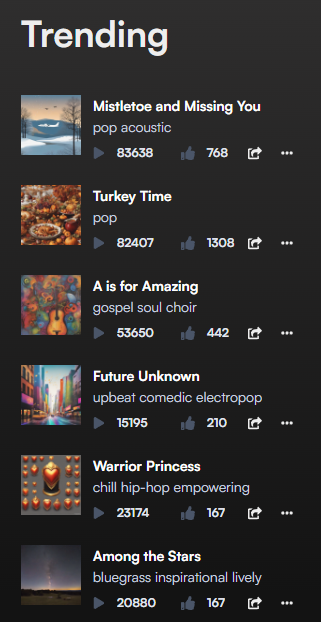 Trending
Mistletoe and Missing You
pop acoustic
83638 768
Turkey Time
pop
82407 1308
A is for Amazing
gospel soul choir
53650 442
Future Unknown
upbeat comedic electropop
15195 210
Warrior Princess
chill hip-hop empowering
23174 167
Among the Stars
bluegrass inspirational lively
20880 167